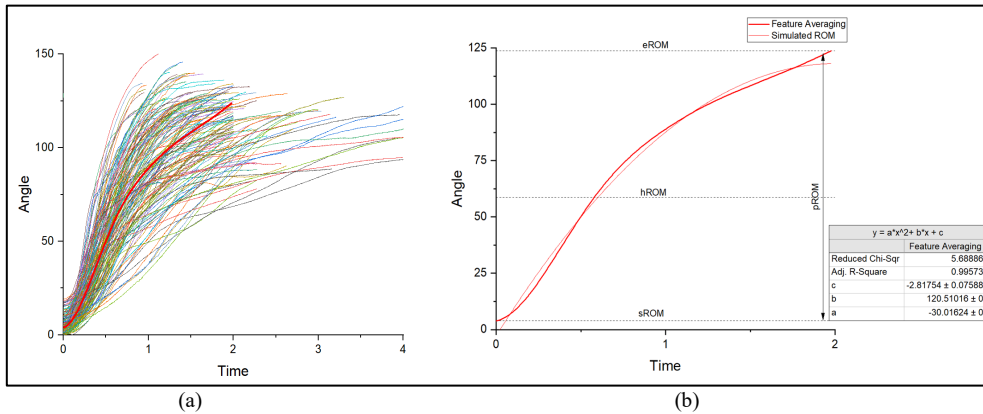 150
100
50
0
0
1
2
3
4
Angle
Time
(a)
Feature Averaging
Simulated ROM
125
100
75
50
25
0
0
1
2
Angle
Time
eROM
hROM
sROM
pROM
y = a*x^2+ b*x + c
Feature Averaging
Reduced Chi-Sqr 5.68886
Adj. R-Square 0.99573
c -2.81754 ± 0.07588
b 120.51016 ± 0
a -30.01624 ± 0
(b)